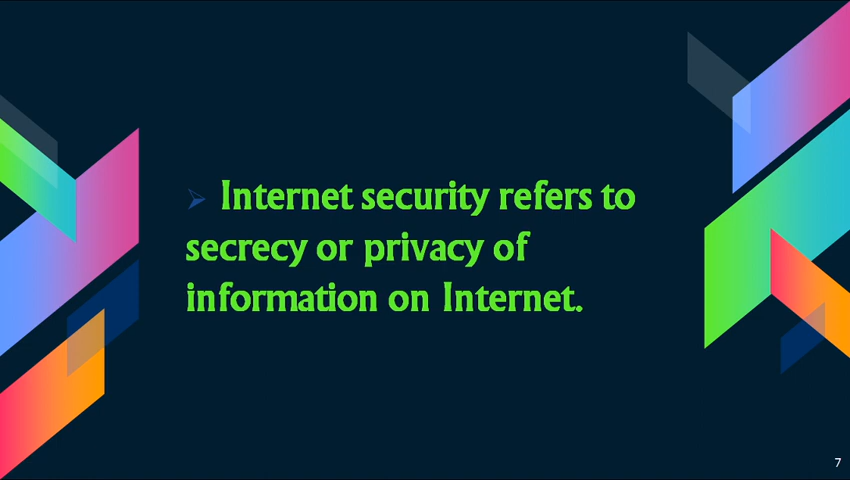 ➢ Internet security refers to
secrecy or privacy of
information on Internet.
7